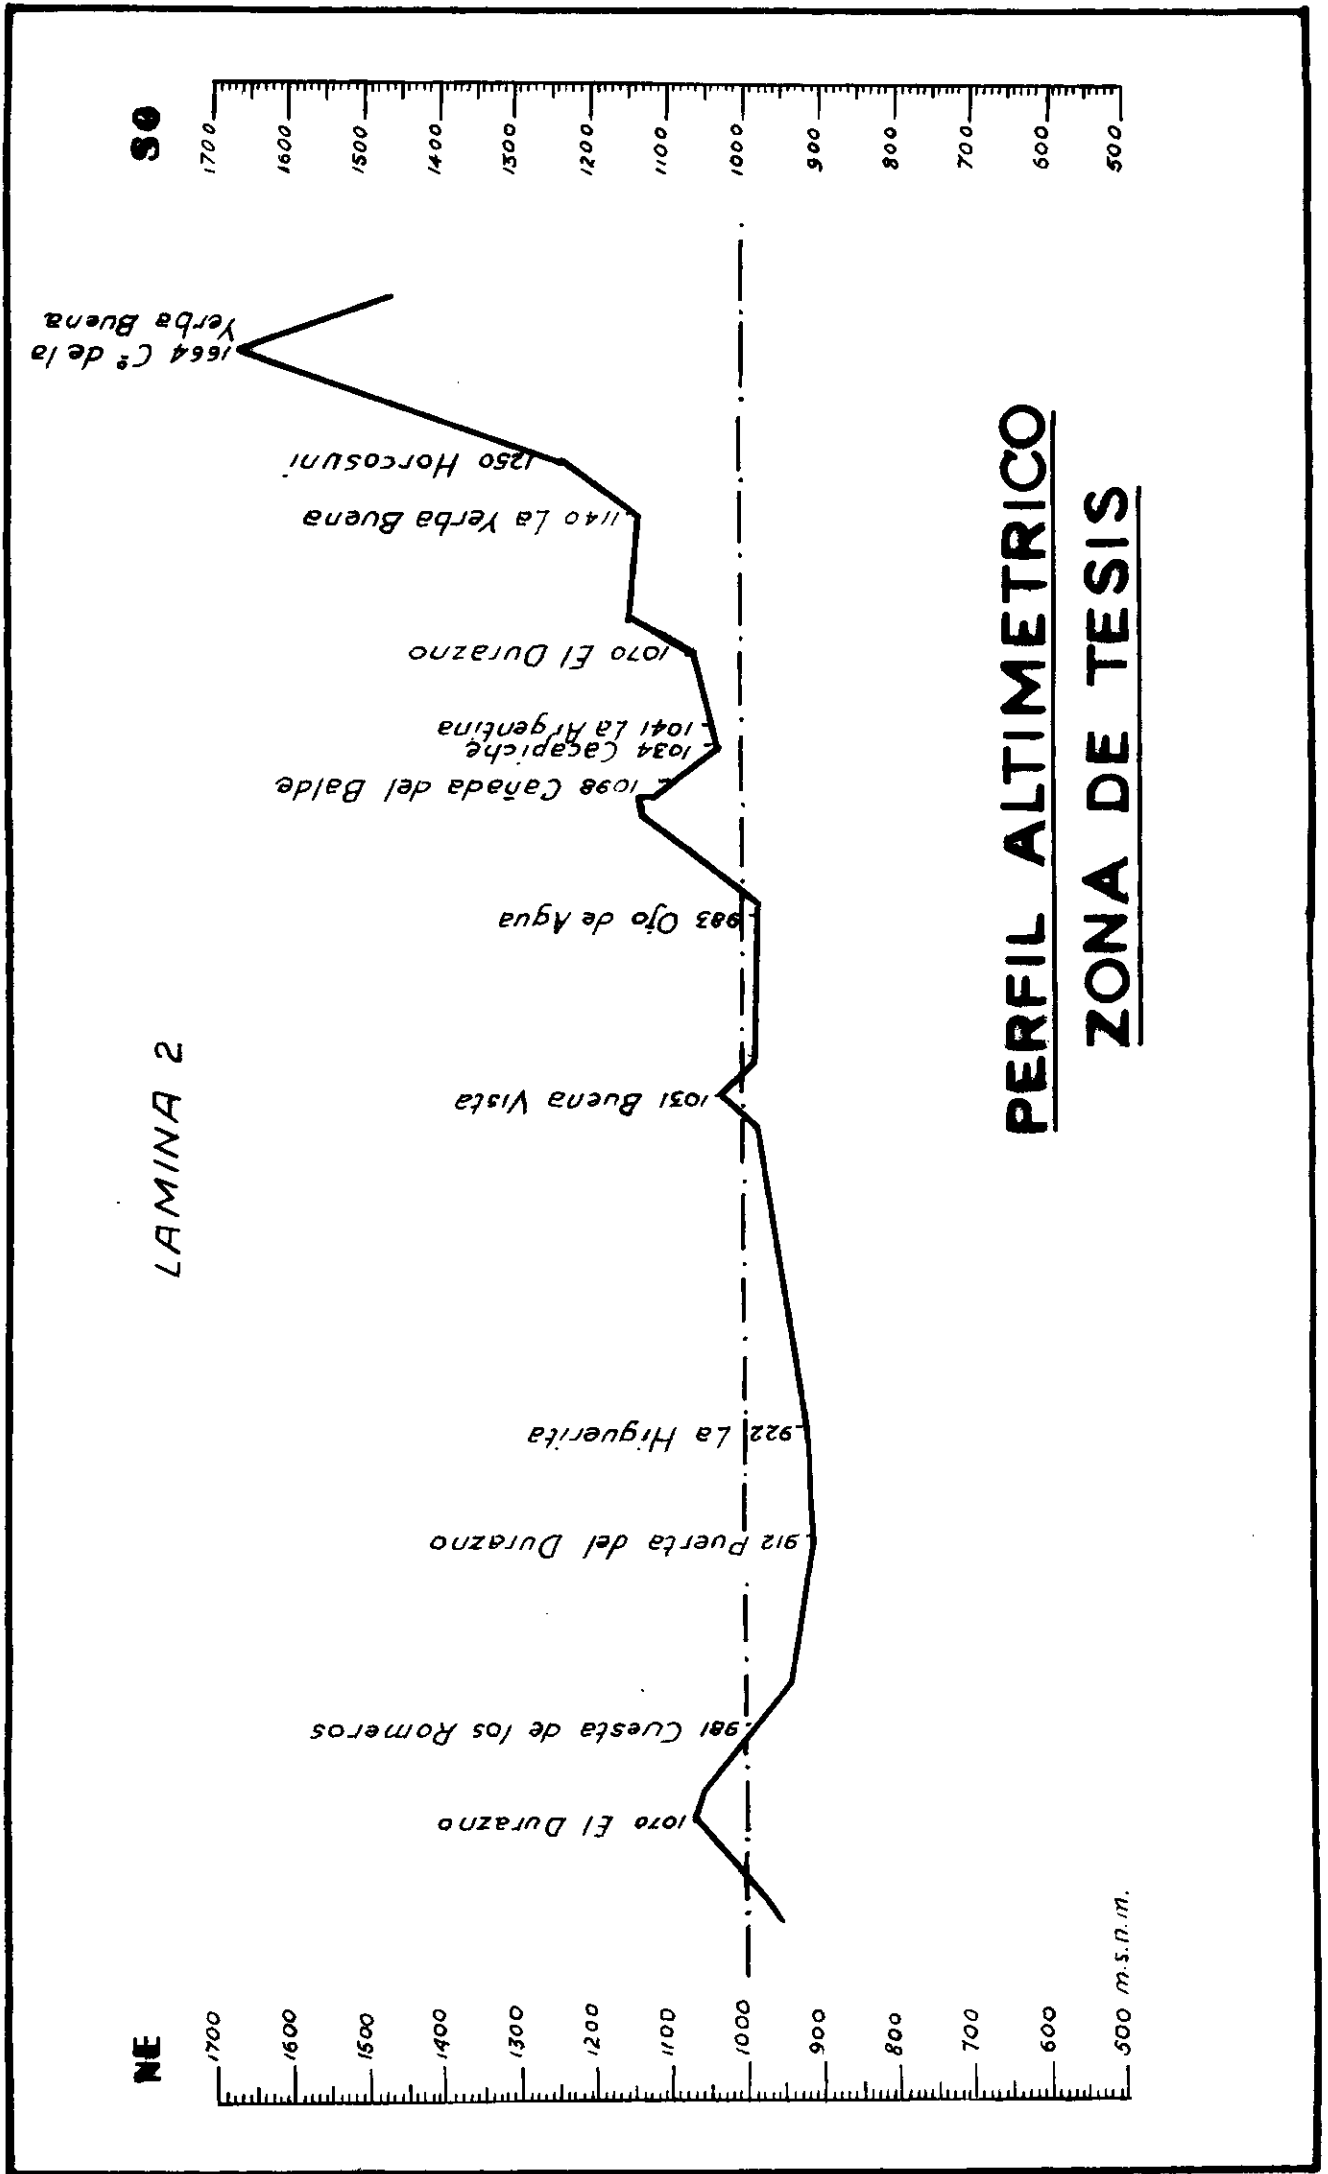 LAMINA 2
NE
SO
1700
1600
1500
1400
1300
1200
1100
1000
900
800
700
600
500 m.s.n.m.
1070 El Durazno
981 Cuesta de los Romeros
912 Puerta del Durazno
922 La Higuerita
1031 Buena Vista
983 Ojo de Agua
1098 Cañada del Balde
1034 Cacapiche
1041 La Argentina
1070 El Durazno
1140 La Yerba Buena
1250 Horcosuni
1664 Cº de la
Yerba Buena
1700
1600
1500
1400
1300
1200
1100
1000
900
800
700
600
500
PERFIL ALTIMETRICO
ZONA DE TESIS